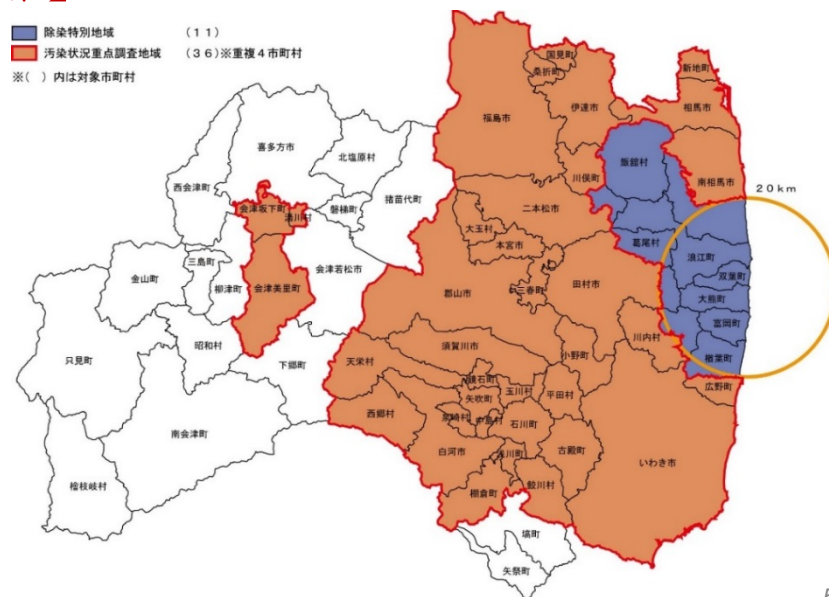 除染特別地域 (11)
汚染状況重点調査地域 (36)※重複4市町村
※( )内は対象市町村
国見町
桑折町
新地町
相馬市
伊達市
福島市
喜多方市
北塩原村
飯舘村
川俣町
南相馬市
20km
西会津町
猪苗代町
会津坂下町
湯川村
磐梯町
二本松市
大玉村
本宮市
葛尾村
浪江町
双葉町
三島町
金山町
柳津町
会津美里町
会津若松市
郡山市
三春町
田村市
大熊町
富岡町
川内村
楢葉町
只見町
昭和村
下郷町
天栄村
須賀川市
小野町
鏡石町
玉川村
平田村
広野町
矢吹町
西郷村
泉崎村
中島村
石川町
南会津町
白河市
浅川町
古殿町
いわき市
檜枝岐村
棚倉町
鮫川村
塙町
矢祭町